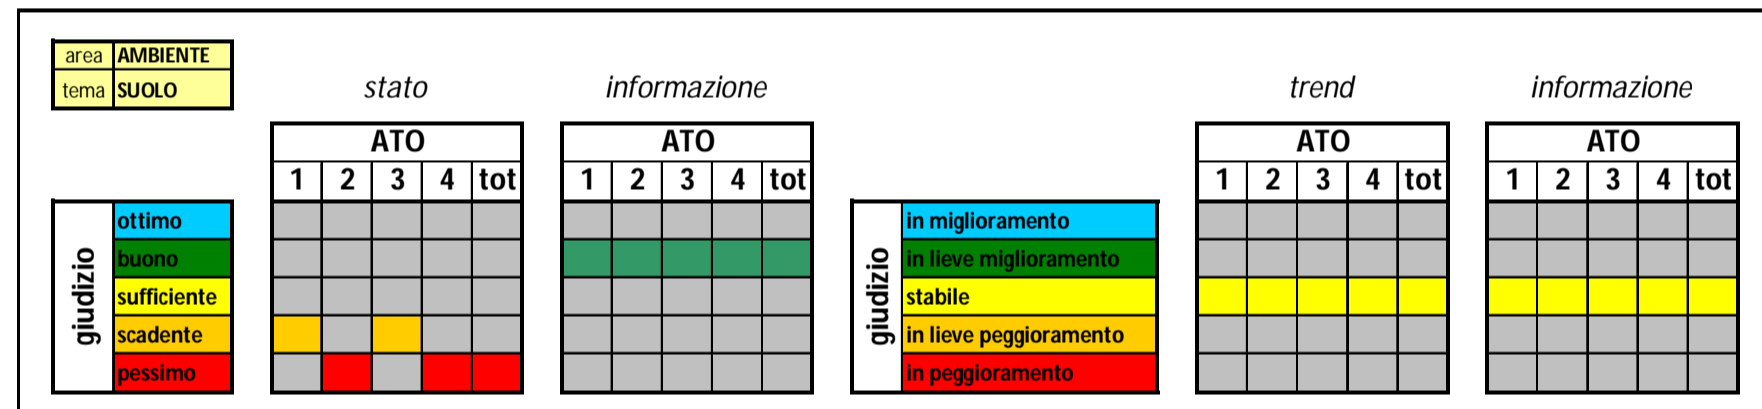 area AMBIENTE
tema SUOLO
stato informazione trend informazione
ATO ATO ATO ATO
1 2 3 4 tot 1 2 3 4 tot 1 2 3 4 tot 1 2 3 4 tot
giudizio
ottimo
buono
sufficiente
scadente
pessimo
giudizio
in miglioramento
in lieve miglioramento
stabile
in lieve peggioramento
in peggioramento